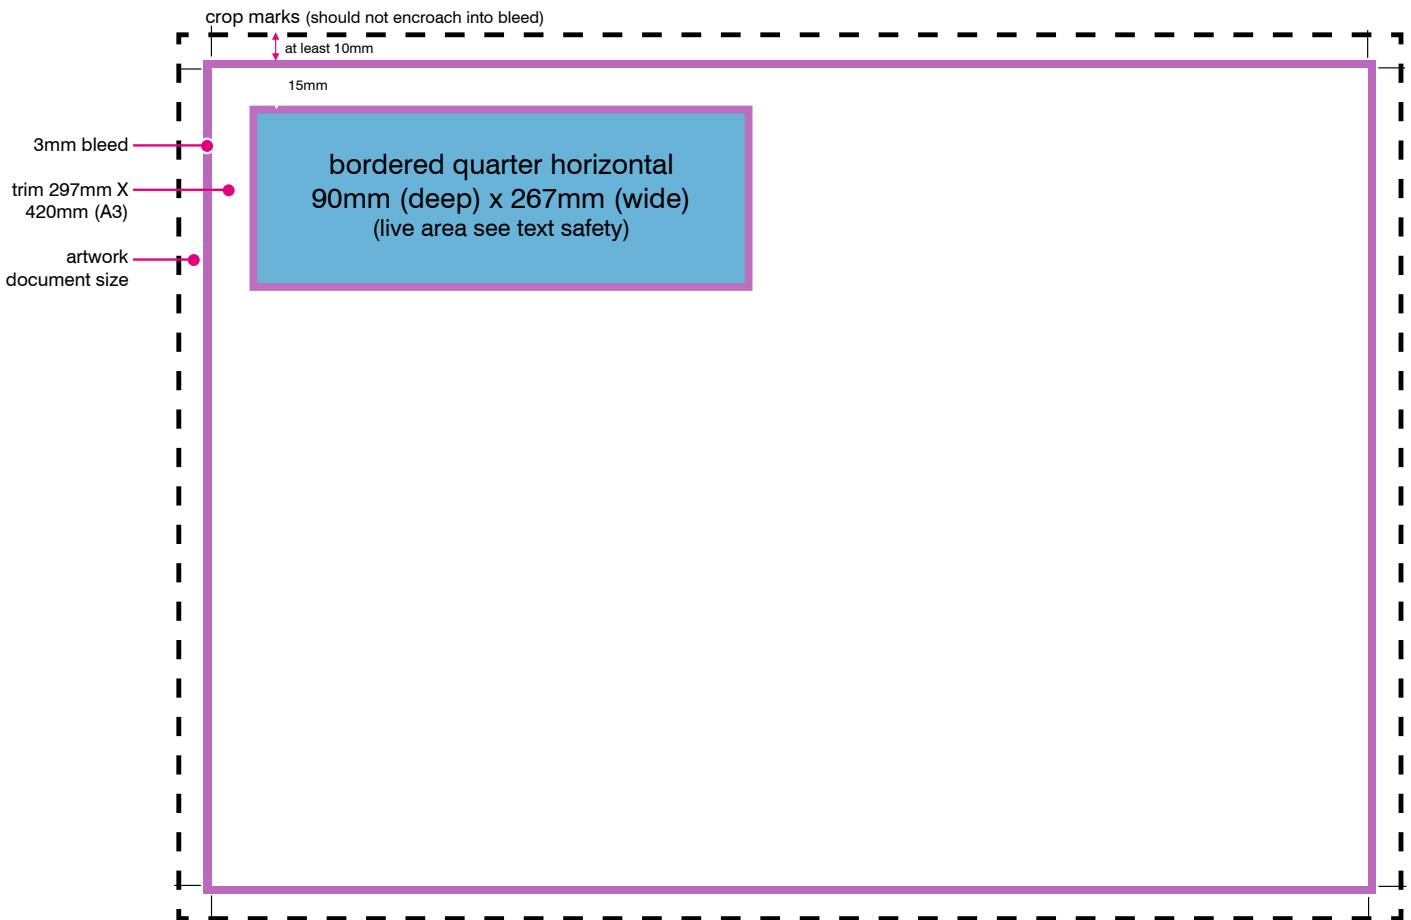 crop marks (should not encroach into bleed)
at least 10mm
15mm
3mm bleed
trim 297mm X
420mm (A3)
artwork
document size
bordered quarter horizontal
90mm (deep) x 267mm (wide)
(live area see text safety)